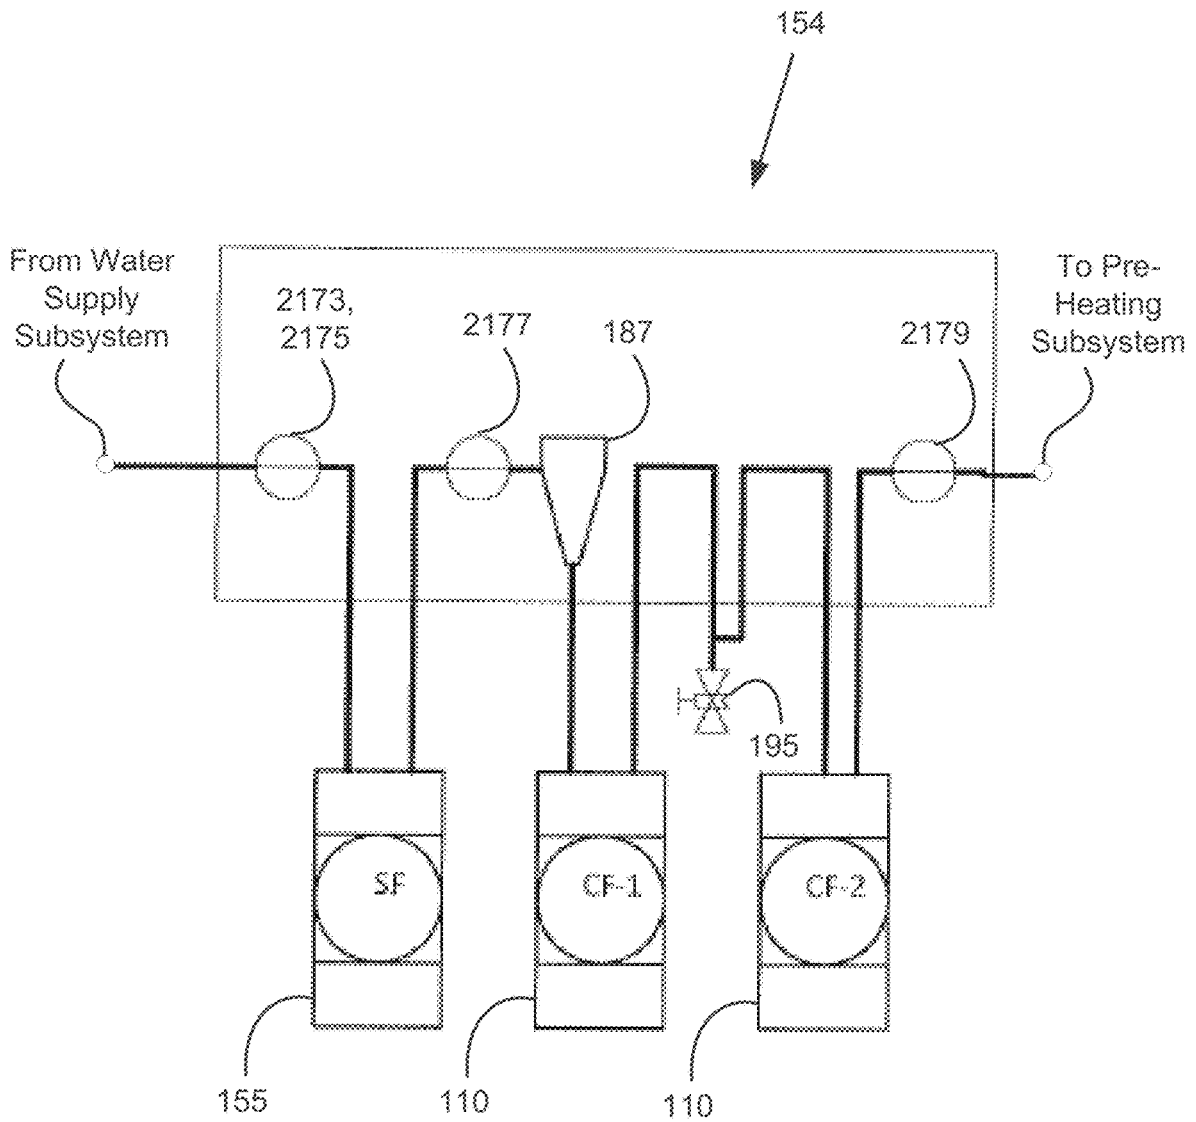 154
From Water
Supply
Subsystem
2173,
2175
2177
187
2179
To Pre-
Heating
Subsystem
195
SF
CF-1
CF-2
155
110
110